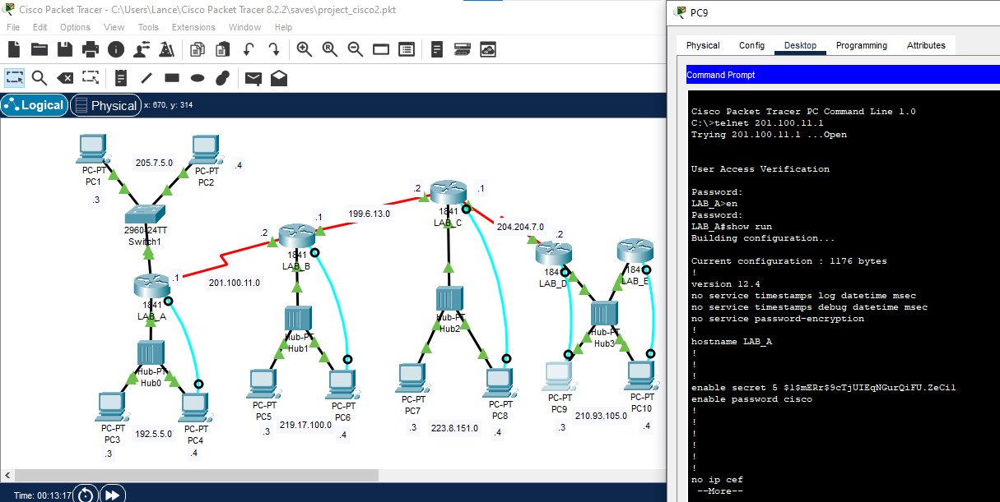 Cisco Packet Tracer - C:\Users\Lance\Cisco Packet Tracer 8.2.2\saves\project_cisco2.pkt
File Edit Options View Tools Extensions Window Help
Logical Physical x: 670, y: 314
PC-PT
PC1
.3
205.7.5.0
PC-PT
PC2
.4
2960-24TT
Switch1
.1
1841
LAB_A
Hub-PT
Hub0
PC-PT
PC3
.3
192.5.5.0
PC-PT
PC4
.4
201.100.11.0
.2
.1
1841
LAB_B
Hub-PT
Hub1
PC-PT
PC5
.3
219.17.100.0
PC-PT
PC6
.4
199.6.13.0
.2
.1
1841
LAB_C
Hub-PT
Hub2
PC-PT
PC7
.3
223.8.151.0
PC-PT
PC8
.4
204.204.7.0
.2
1841
LAB_D
1841
LAB_E
Hub-PT
Hub3
PC-PT
PC9
.3
210.93.105.0
PC-PT
PC10
.4
Time: 00:13:17
PC9
Physical Config Desktop Programming Attributes
Command Prompt
Cisco Packet Tracer PC Command Line 1.0
C:\>telnet 201.100.11.1
Trying 201.100.11.1 ...Open
User Access Verification
Password:
LAB_A>en
Password:
LAB_A#show run
Building configuration...
Current configuration : 1176 bytes
!
version 12.4
no service timestamps log datetime msec
no service timestamps debug datetime msec
no service password-encryption
!
hostname LAB_A
!
!
!
enable secret 5 $1$mERr$9cTjUIEqNGurQiFU.ZeCi1
enable password cisco
!
!
!
!
!
!
no ip cef
--More--